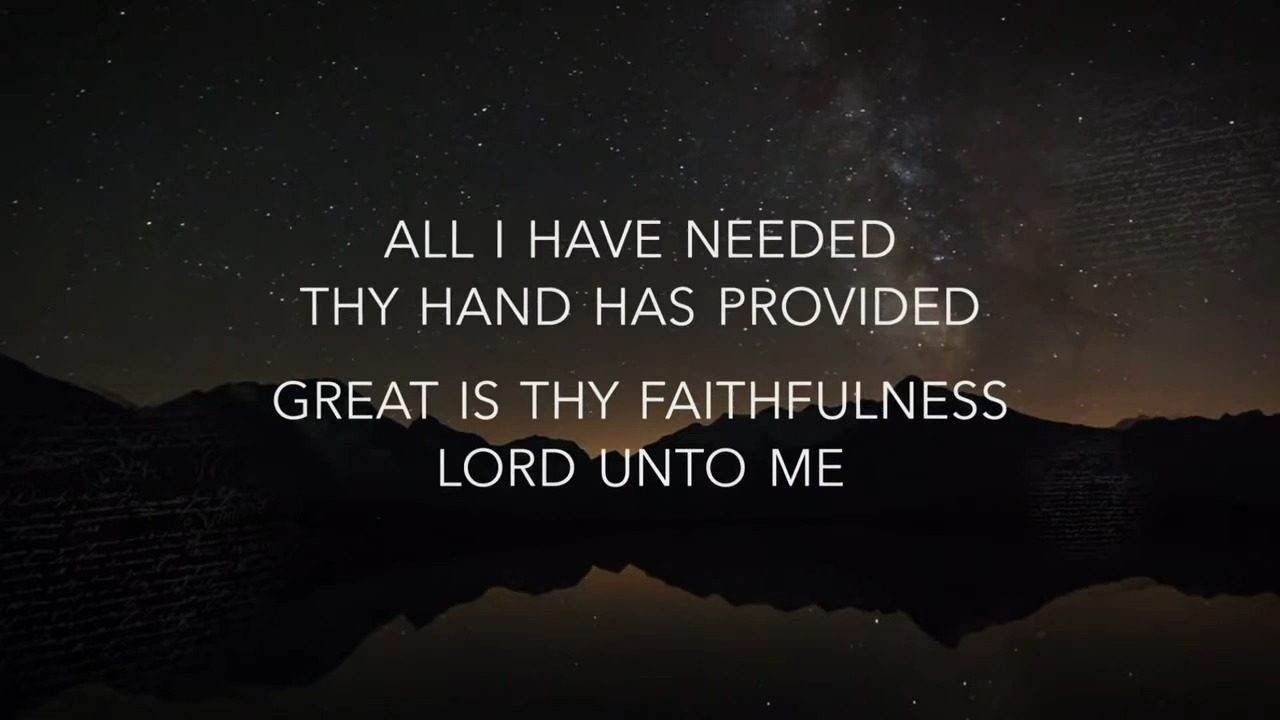 ALL I HAVE NEEDED
THY HAND HAS PROVIDED
GREAT IS THY FAITHFULNESS
LORD UNTO ME